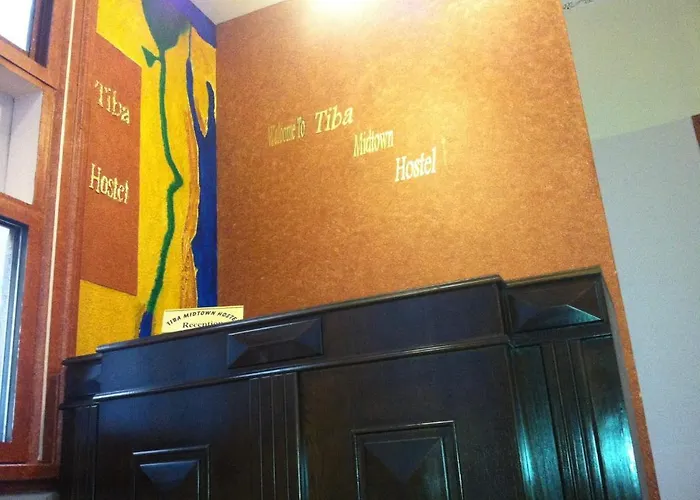 Tiba
Hostel
Welcome To Tiba
Midtown
Hostel
TIBA MIDTOWN HOSTEL
Reception